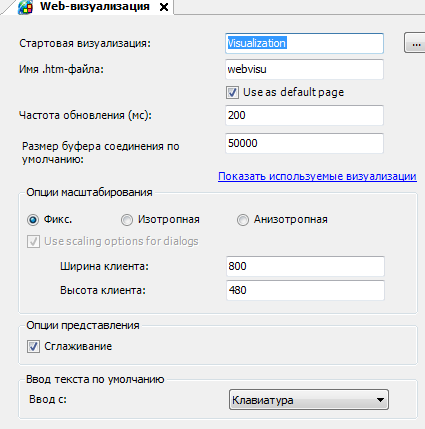 Web-визуализация
Стартовая визуализация: Visualization ...
Имя .htm-файла: webvisu
Use as default page
Частота обновления (мс): 200
Размер буфера соединения по умолчанию: 50000
Показать используемые визуализации
Опции масштабирования
Фикс. Изотропная Анизотропная
Use scaling options for dialogs
Ширина клиента: 800
Высота клиента: 480
Опции представления
Сглаживание
Ввод текста по умолчанию
Ввод с: Клавиатура